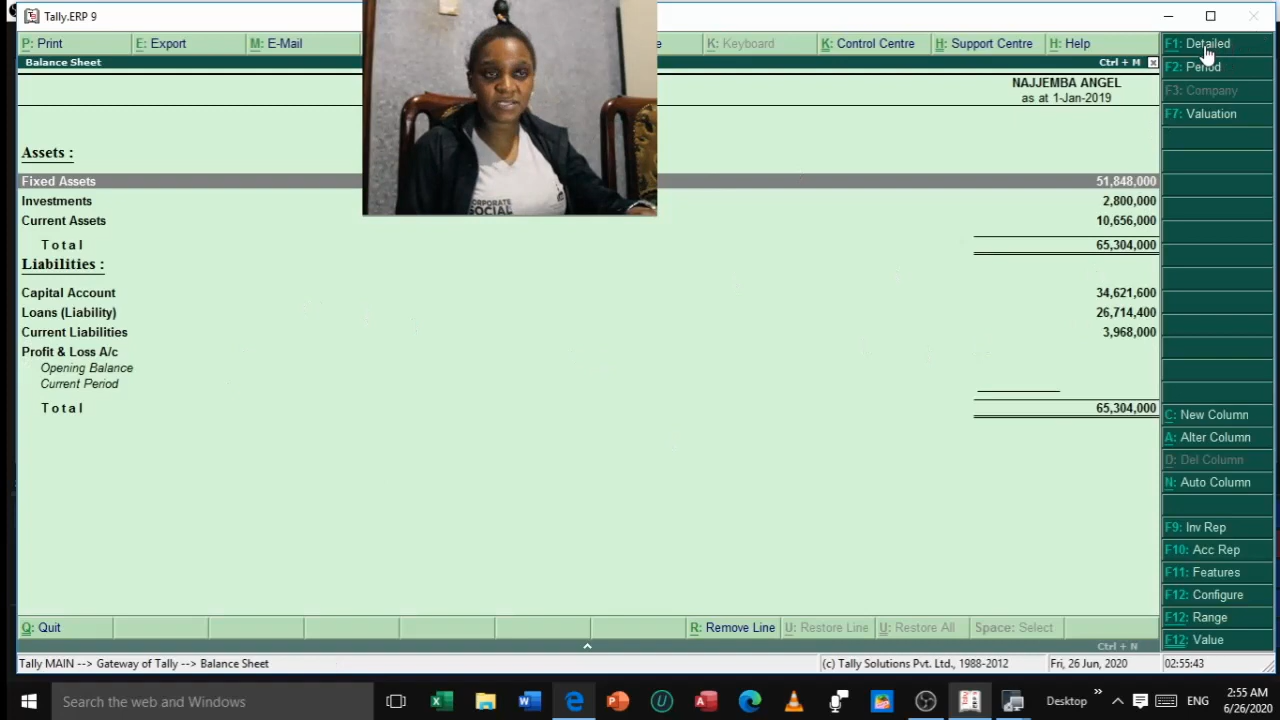 Tally.ERP 9
P: Print E: Export M: E-Mail e K: Keyboard K: Control Centre H: Support Centre H: Help F1: Detailed
Balance Sheet Ctrl + M F2: Period
NAJJEMBA ANGEL F3: Company
as at 1-Jan-2019
F7: Valuation
Assets :
Fixed Assets 51,848,000
Investments 2,800,000
Current Assets 10,656,000
Total 65,304,000
Liabilities :
Capital Account 34,621,600
Loans (Liability) 26,714,400
Current Liabilities 3,968,000
Profit & Loss A/c
Opening Balance
Current Period
Total 65,304,000
CORPORATE
SOCIAL
C: New Column
A: Alter Column
D: Del Column
N: Auto Column
F9: Inv Rep
F10: Acc Rep
F11: Features
F12: Configure
F12: Range
F12: Value
Q: Quit R: Remove Line U: Restore Line U: Restore All Space: Select
Ctrl + N
Tally MAIN --> Gateway of Tally --> Balance Sheet (c) Tally Solutions Pvt. Ltd., 1988-2012 Fri, 26 Jun, 2020 02:55:43
Search the web and Windows Desktop ENG 2:55 AM
6/26/2020